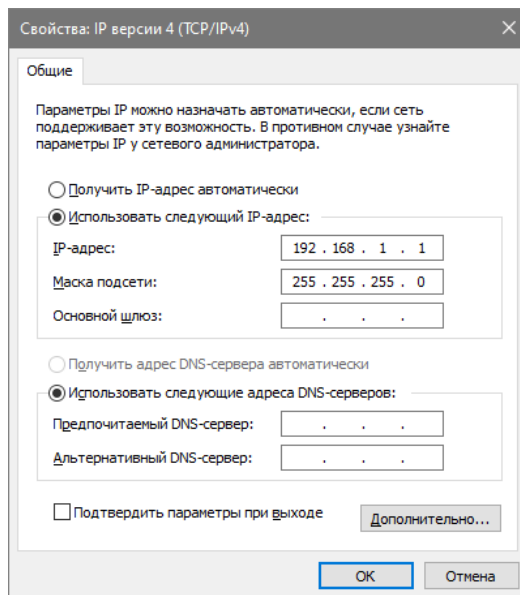 Свойства: IP версии 4 (TCP/IPv4)
Общие
Параметры IP можно назначать автоматически, если сеть
поддерживает эту возможность. В противном случае узнайте
параметры IP у сетевого администратора.
Получить IP-адрес автоматически
Использовать следующий IP-адрес:
IP-адрес: 192 . 168 . 1 . 1
Маска подсети: 255 . 255 . 255 . 0
Основной шлюз: . . .
Получить адрес DNS-сервера автоматически
Использовать следующие адреса DNS-серверов:
Предпочитаемый DNS-сервер: . . .
Альтернативный DNS-сервер: . . .
Подтвердить параметры при выходе
Дополнительно...
ОК Отмена